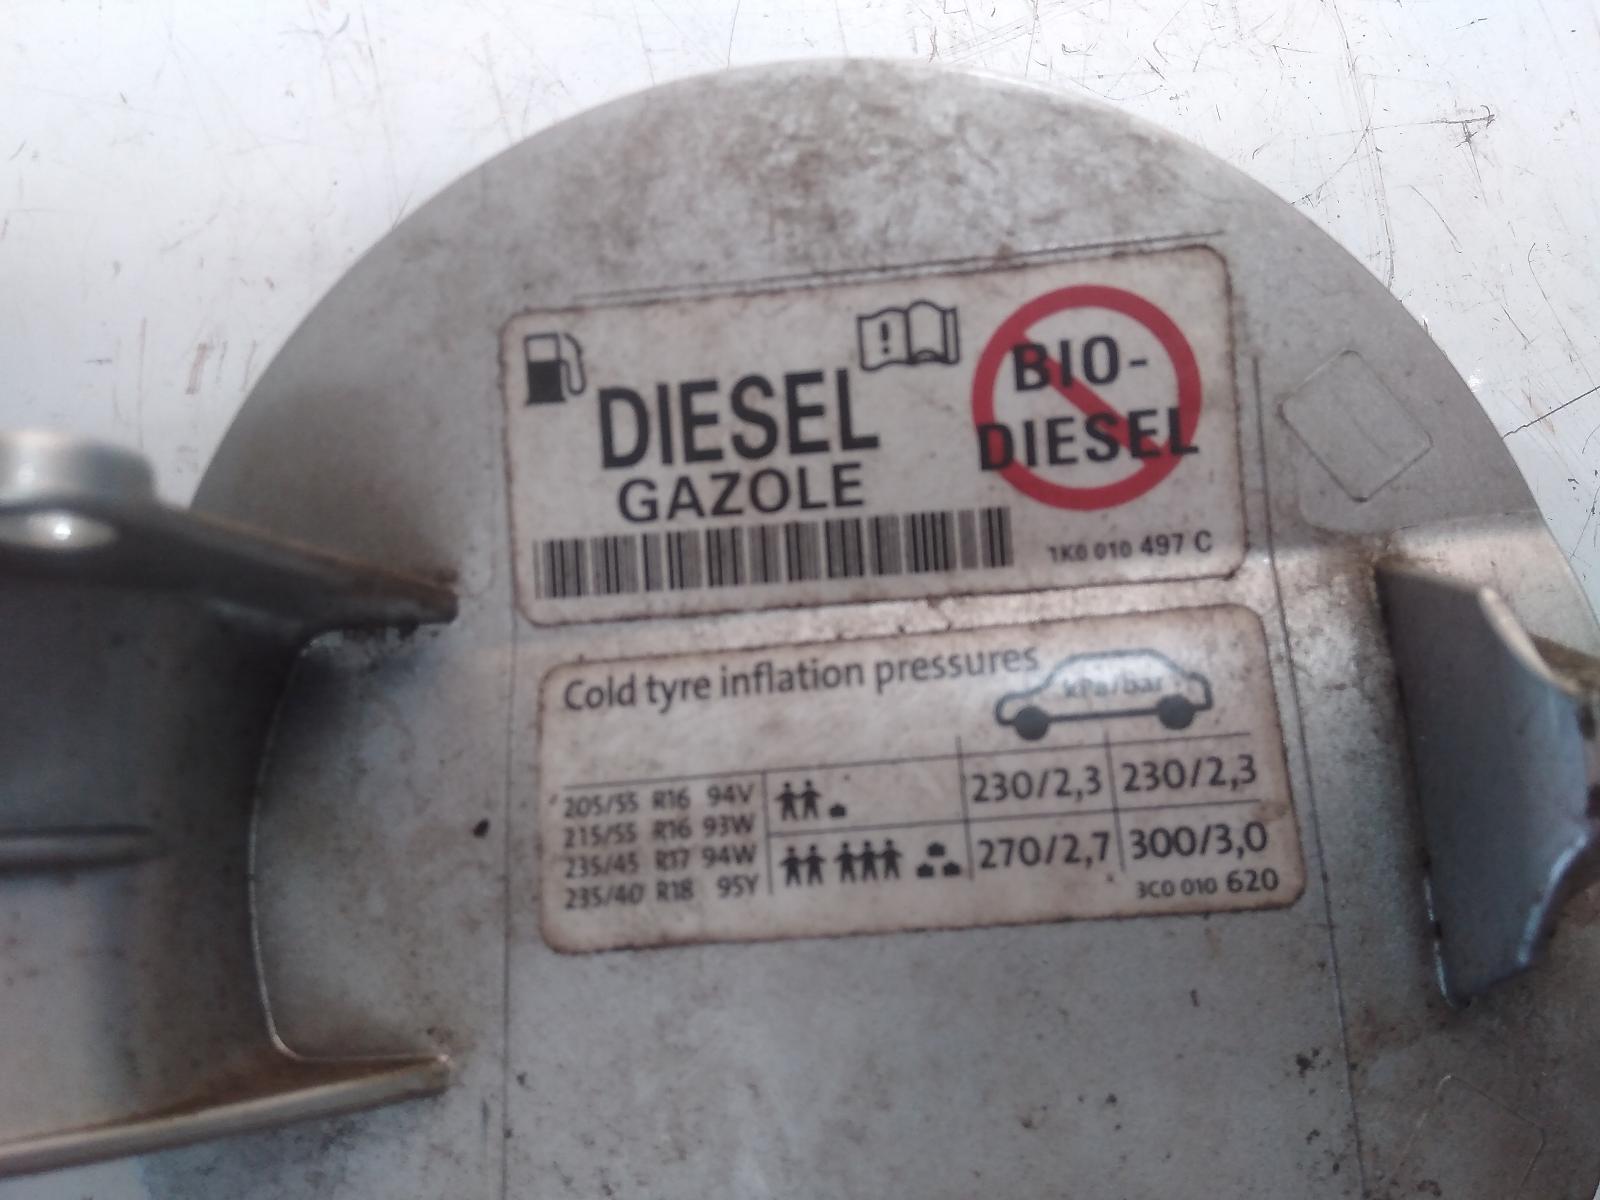 DIESEL
GAZOLE
BIO-
DIESEL
1K0 010 497 C
Cold tyre inflation pressures
kPa/bar
205/55 R16 94V
215/55 R16 93W
235/45 R17 94W
235/40 R18 95Y
230/2,3 230/2,3
270/2,7 300/3,0
3C0 010 620